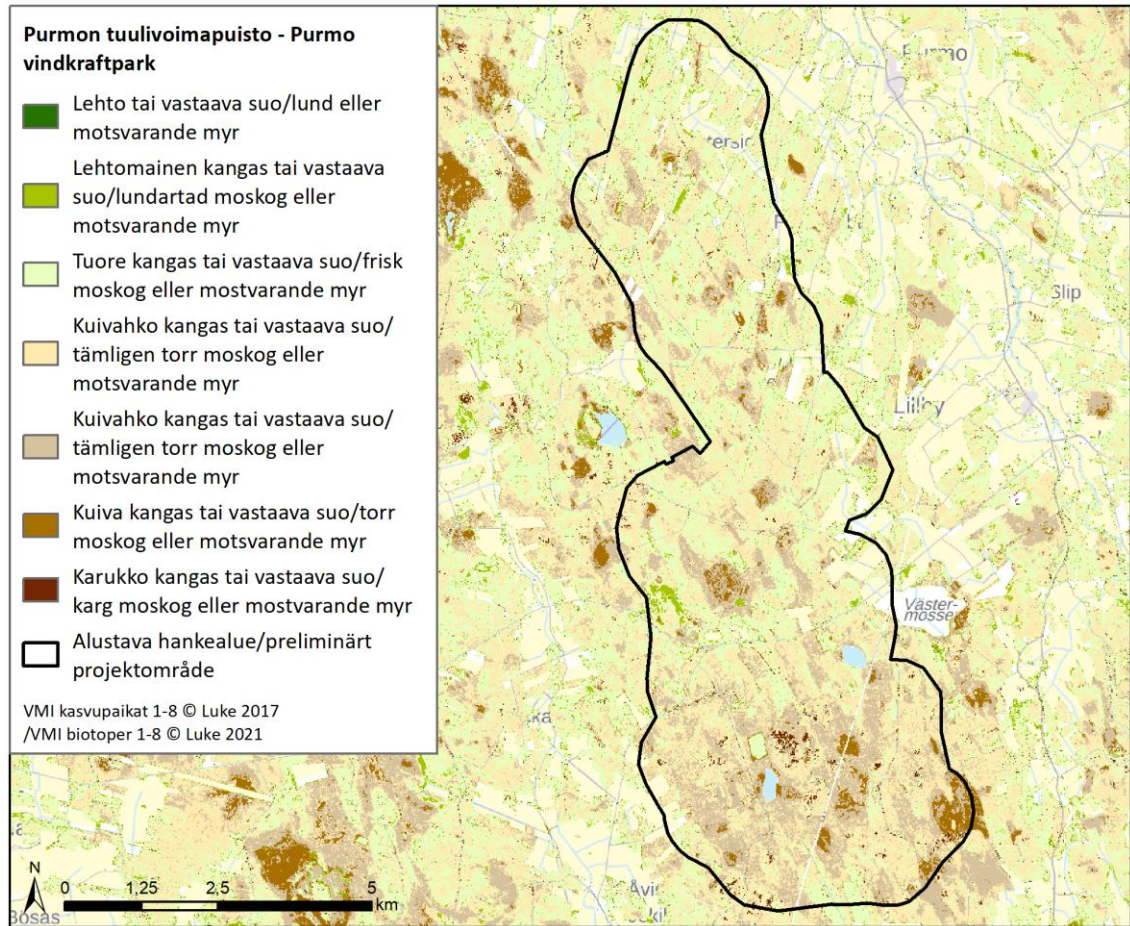 Purmon tuulivoimapuisto - Purmo
vindkraftpark
Lehto tai vastaava suo/lund eller
motsvarande myr
Lehtomainen kangas tai vastaava
suo/lundartad moskog eller
motsvarande myr
Tuore kangas tai vastaava suo/frisk
moskog eller mostvarande myr
Kuivahko kangas tai vastaava suo/
tämligen torr moskog eller
motsvarande myr
Kuivahko kangas tai vastaava suo/
tämligen torr moskog eller
motsvarande myr
Kuiva kangas tai vastaava suo/torr
moskog eller motsvarande myr
Karukko kangas tai vastaava suo/
karg moskog eller mostvarande myr
Alustava hankealue/preliminärt
projektområde
VMI kasvupaikat 1-8 © Luke 2017
/VMI biotoper 1-8 © Luke 2021
N
0 1,25 2,5 5
km
Slip
Lillby
Väster-
mosse